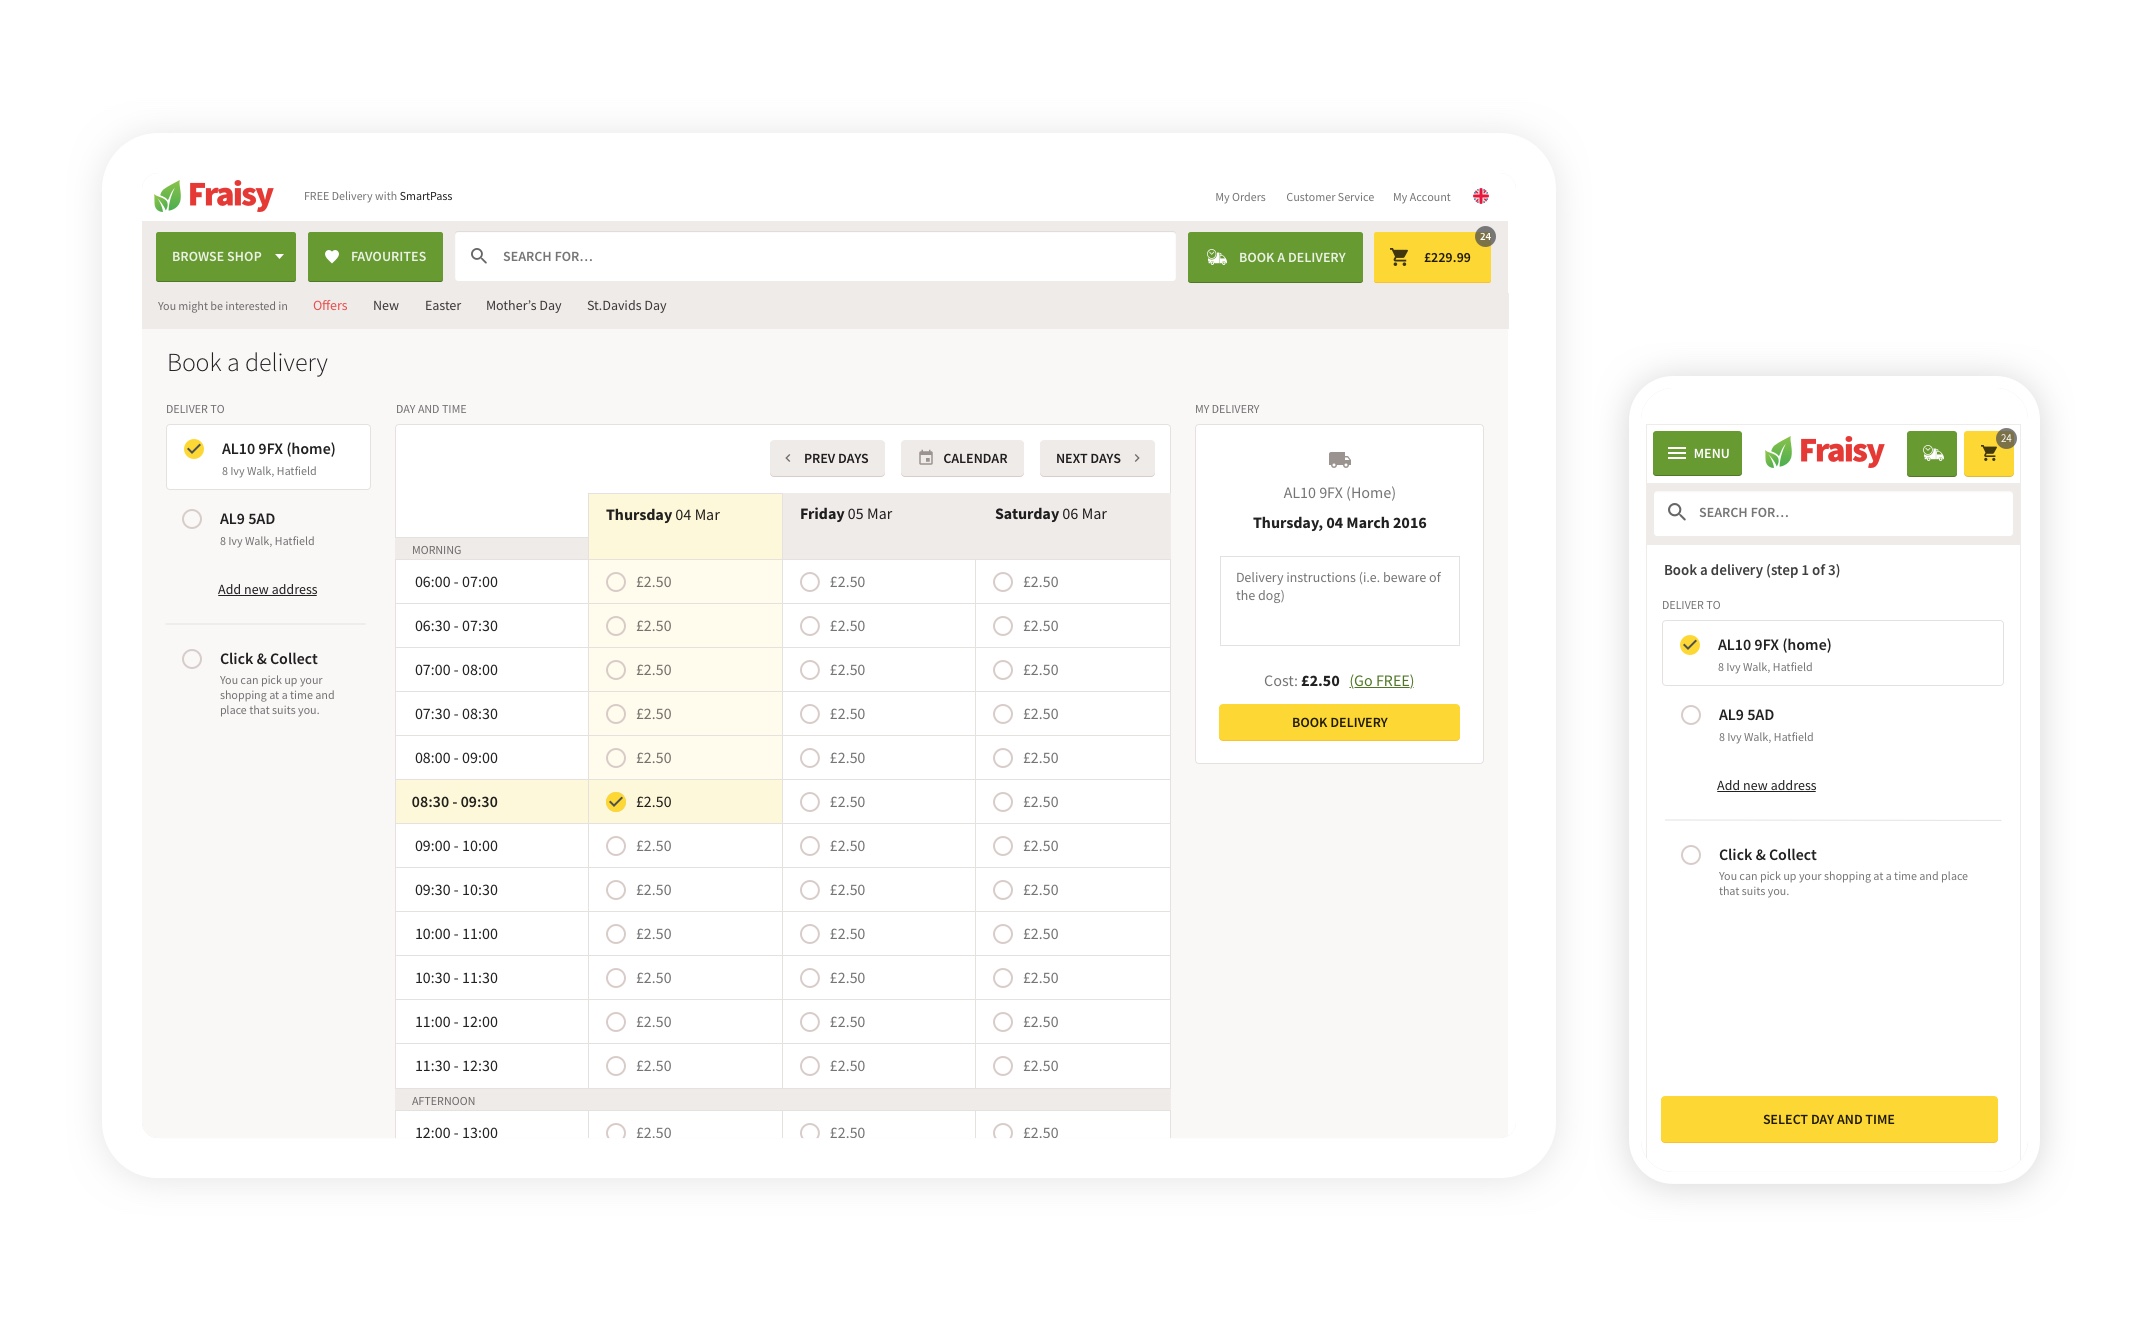 Fraisy
FREE Delivery with SmartPass
My Orders Customer Service My Account
BROWSE SHOP
FAVOURITES
SEARCH FOR...
BOOK A DELIVERY
£229.99
24
You might be interested in Offers New Easter Mother's Day St.Davids Day
Book a delivery
DELIVER TO
AL10 9FX (home)
8 Ivy Walk, Hatfield
AL9 5AD
8 Ivy Walk, Hatfield
Add new address
Click & Collect
You can pick up your
shopping at a time and
place that suits you.
DAY AND TIME
PREV DAYS CALENDAR NEXT DAYS
Thursday 04 Mar Friday 05 Mar Saturday 06 Mar
MORNING
06:00 - 07:00 £2.50 £2.50 £2.50
06:30 - 07:30 £2.50 £2.50 £2.50
07:00 - 08:00 £2.50 £2.50 £2.50
07:30 - 08:30 £2.50 £2.50 £2.50
08:00 - 09:00 £2.50 £2.50 £2.50
08:30 - 09:30 £2.50 £2.50 £2.50
09:00 - 10:00 £2.50 £2.50 £2.50
09:30 - 10:30 £2.50 £2.50 £2.50
10:00 - 11:00 £2.50 £2.50 £2.50
10:30 - 11:30 £2.50 £2.50 £2.50
11:00 - 12:00 £2.50 £2.50 £2.50
11:30 - 12:30 £2.50 £2.50 £2.50
AFTERNOON
12:00 - 13:00 £2.50 £2.50 £2.50
MY DELIVERY
AL10 9FX (Home)
Thursday, 04 March 2016
Delivery instructions (i.e. beware of
the dog)
Cost: £2.50 (Go FREE)
BOOK DELIVERY
MENU
Fraisy
24
SEARCH FOR...
Book a delivery (step 1 of 3)
DELIVER TO
AL10 9FX (home)
8 Ivy Walk, Hatfield
AL9 5AD
8 Ivy Walk, Hatfield
Add new address
Click & Collect
You can pick up your shopping at a time and place
that suits you.
SELECT DAY AND TIME